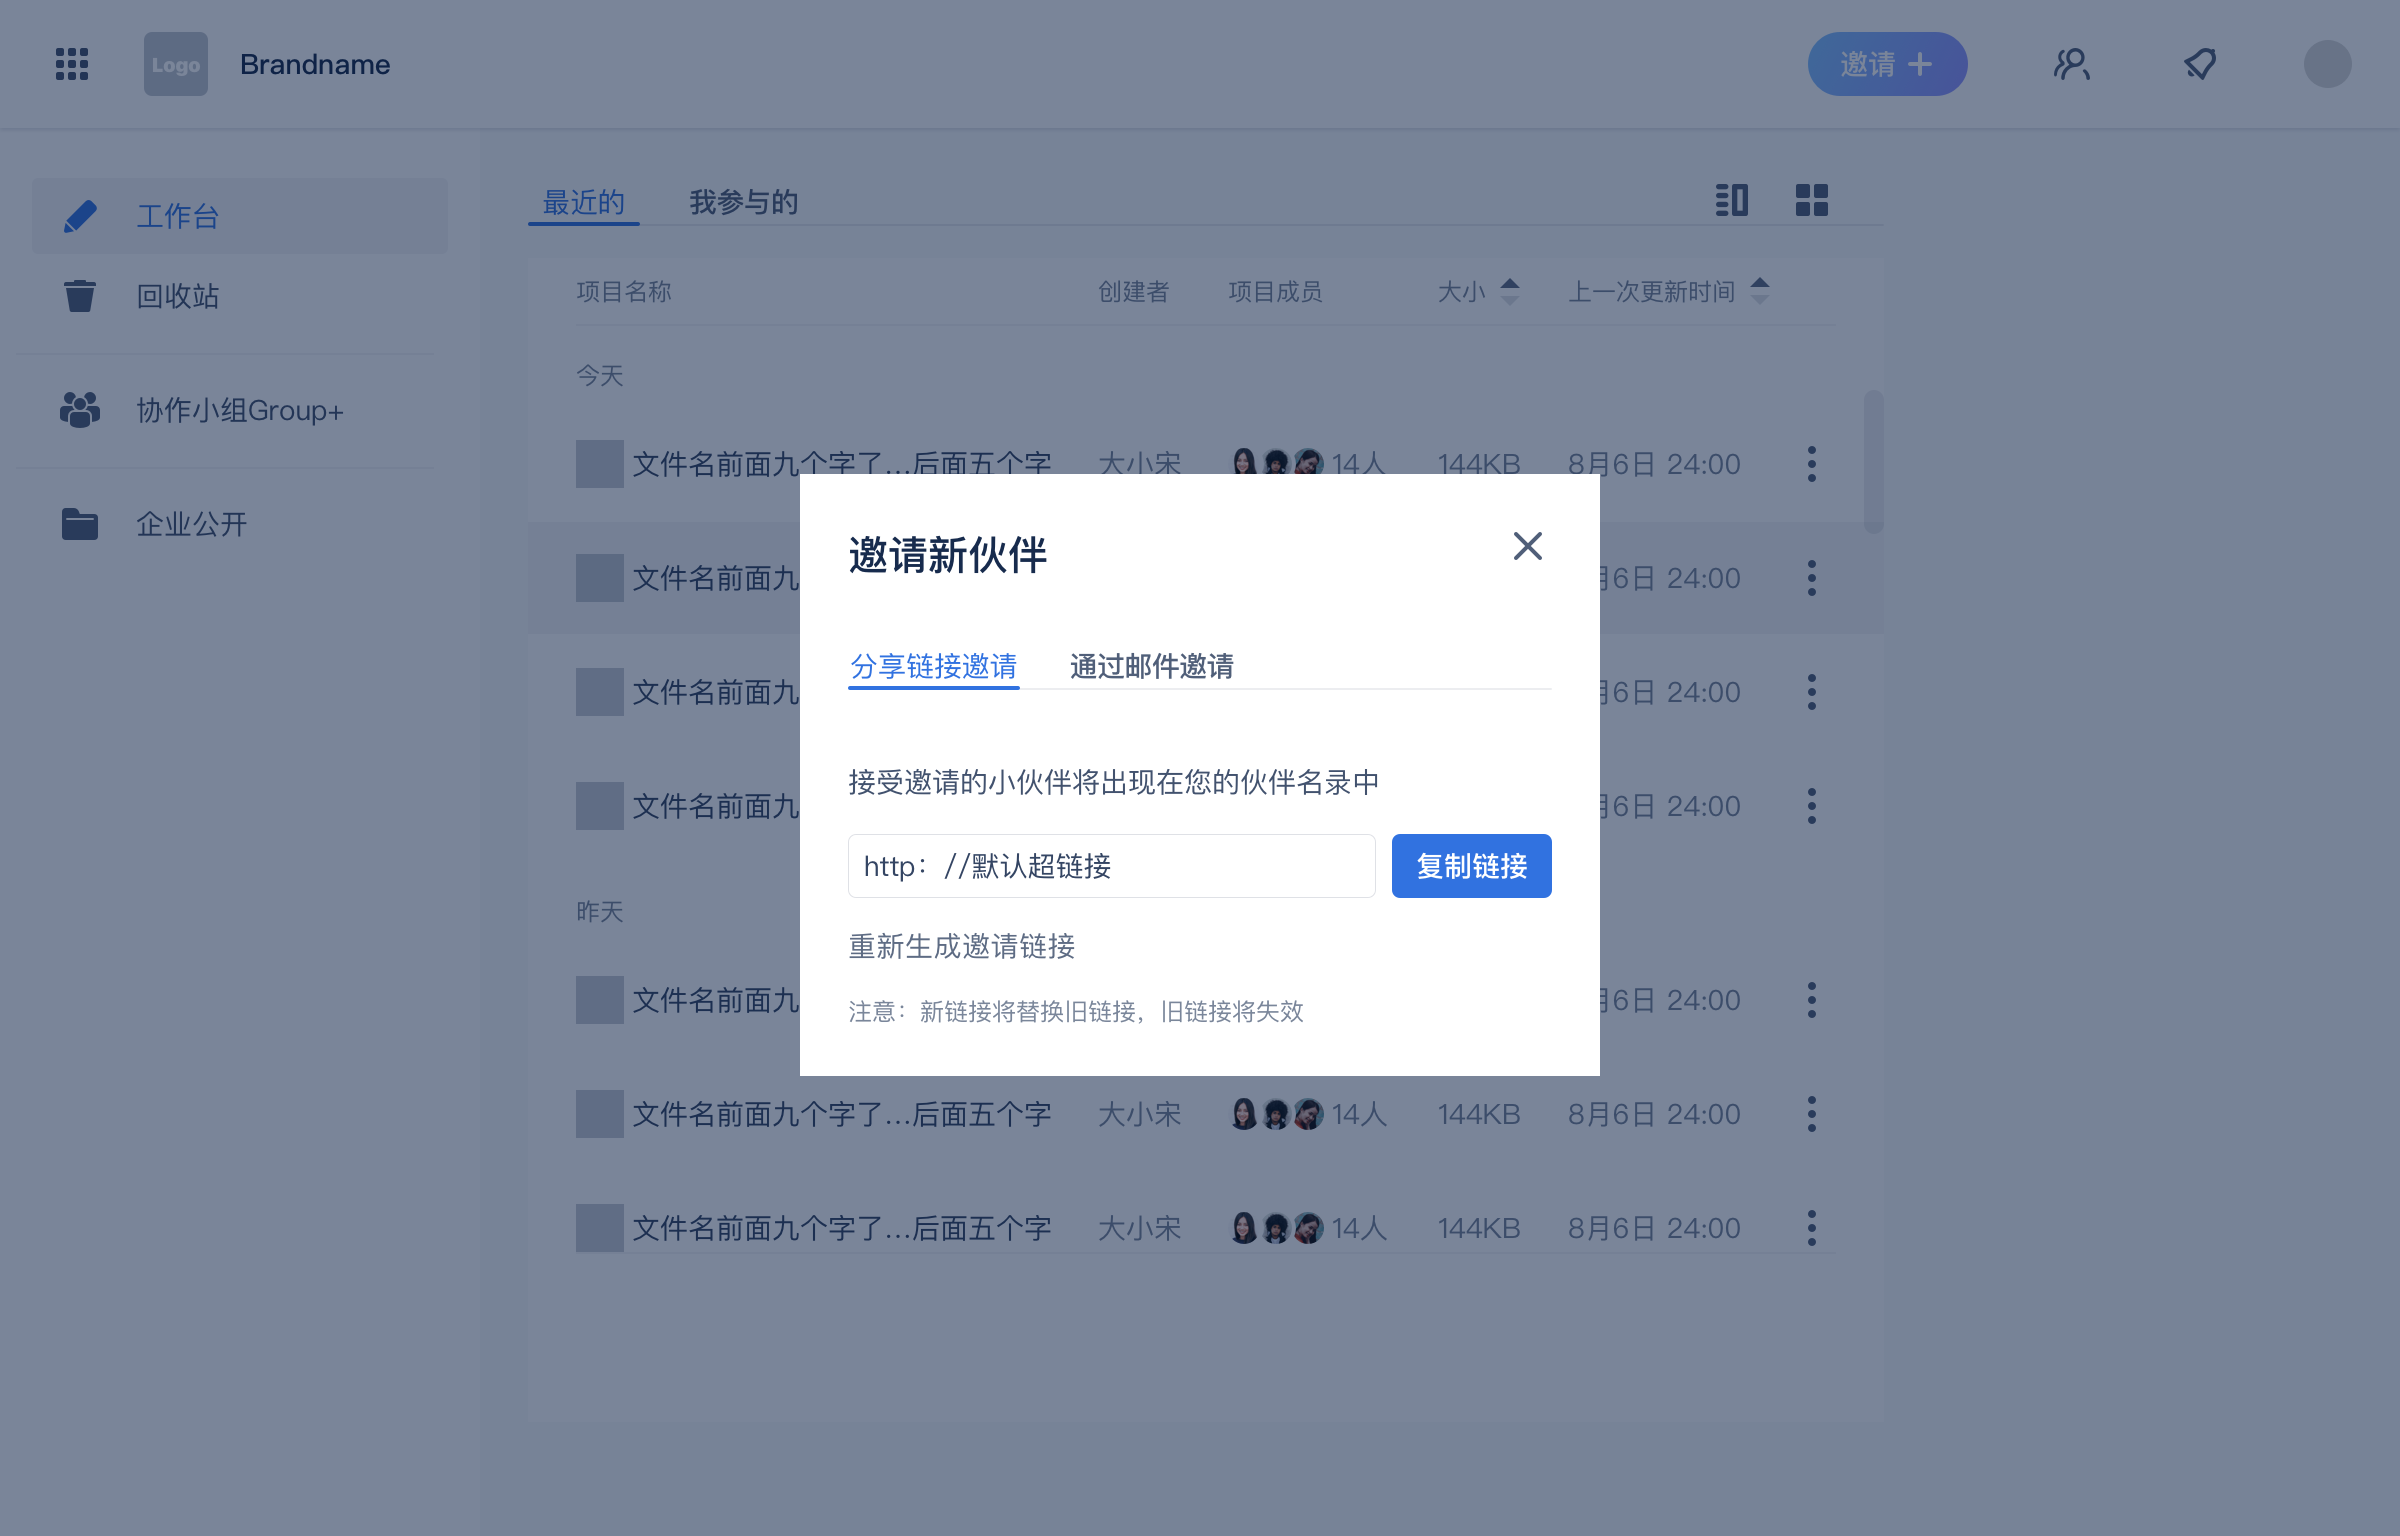 Logo
Brandname
邀请
工作台
回收站
协作小组Group+
企业公开
最近的 我参与的
项目名称 创建者 项目成员 大小 上一次更新时间
今天
文件名前面九个字了...后面五个字 大小宋 14人 144KB 8月6日 24:00
文件名前面九 月6日 24:00
文件名前面九 月6日 24:00
文件名前面九 月6日 24:00
昨天
文件名前面九 月6日 24:00
文件名前面九个字了...后面五个字 大小宋 14人 144KB 8月6日 24:00
文件名前面九个字了...后面五个字 大小宋 14人 144KB 8月6日 24:00
邀请新伙伴
分享链接邀请 通过邮件邀请
接受邀请的小伙伴将出现在您的伙伴名录中
http：//默认超链接 复制链接
重新生成邀请链接
注意：新链接将替换旧链接，旧链接将失效